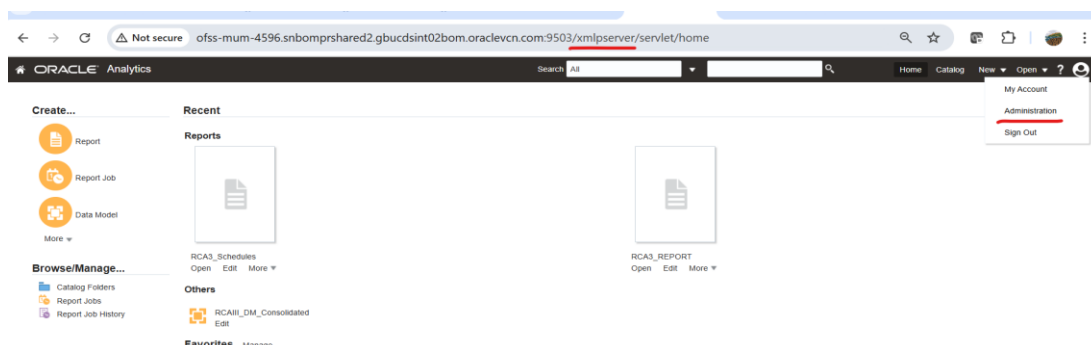 Not secure ofss-mum-4596.snbomprshared2.gbucdsint02bom.oraclevcn.com:9503/xmlpserver/servlet/home
ORACLE Analytics Search All Home Catalog New Open ?
My Account
Administration
Sign Out
Create...
Report
Report Job
Data Model
More
Browse/Manage...
Catalog Folders
Report Jobs
Report Job History
Recent
Reports
RCA3_Schedules
Open Edit More
RCA3_REPORT
Open Edit More
Others
RCAIII_DM_Consolidated
Edit
Favorites Manage